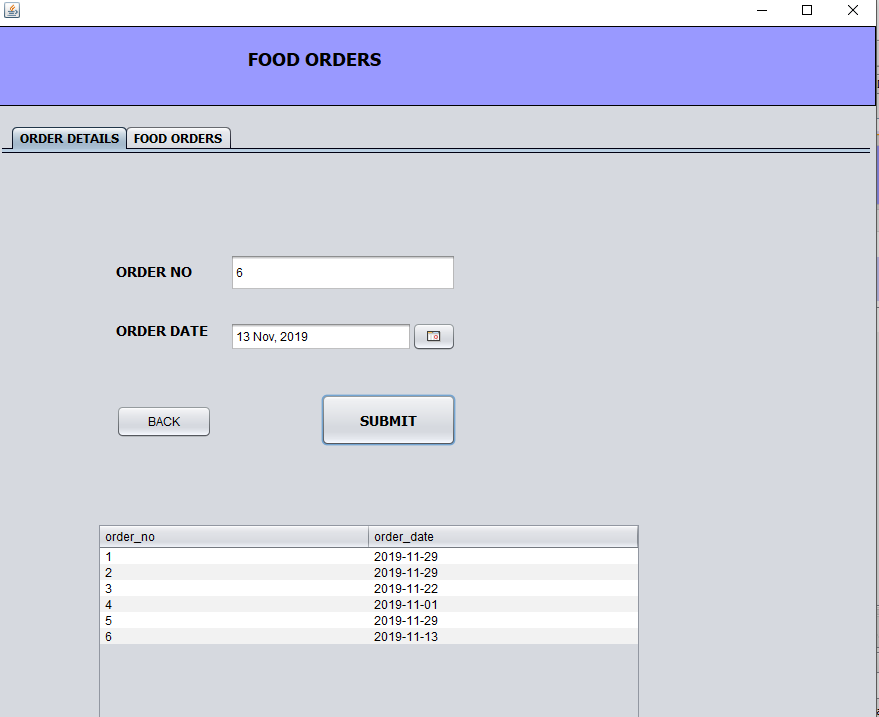 FOOD ORDERS
ORDER DETAILS FOOD ORDERS
ORDER NO 6
ORDER DATE 13 Nov, 2019
BACK SUBMIT
order_no order_date
1 2019-11-29
2 2019-11-29
3 2019-11-22
4 2019-11-01
5 2019-11-29
6 2019-11-13